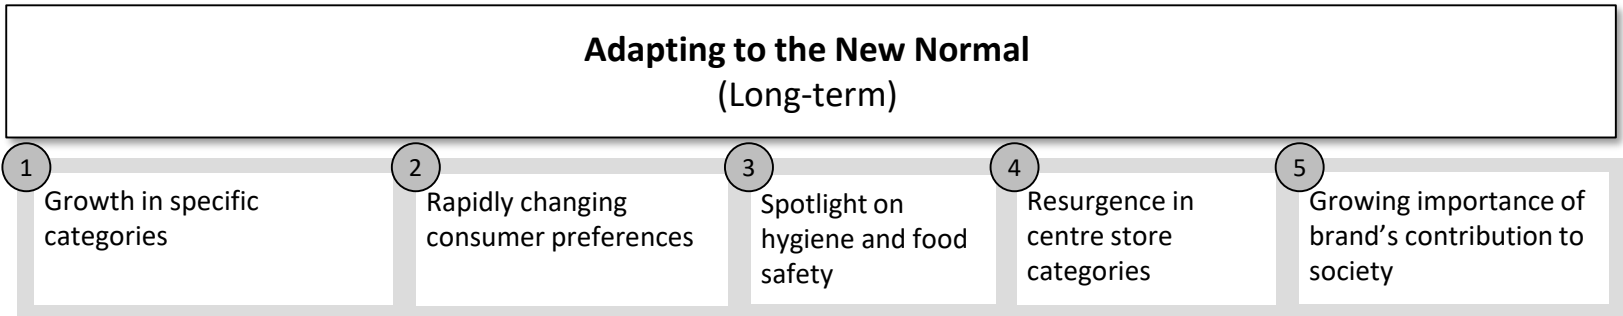 Adapting to the New Normal
(Long-term)
1
Growth in specific
categories
2
Rapidly changing
consumer preferences
3
Spotlight on
hygiene and food
safety
4
Resurgence in
centre store
categories
5
Growing importance of
brand’s contribution to
society